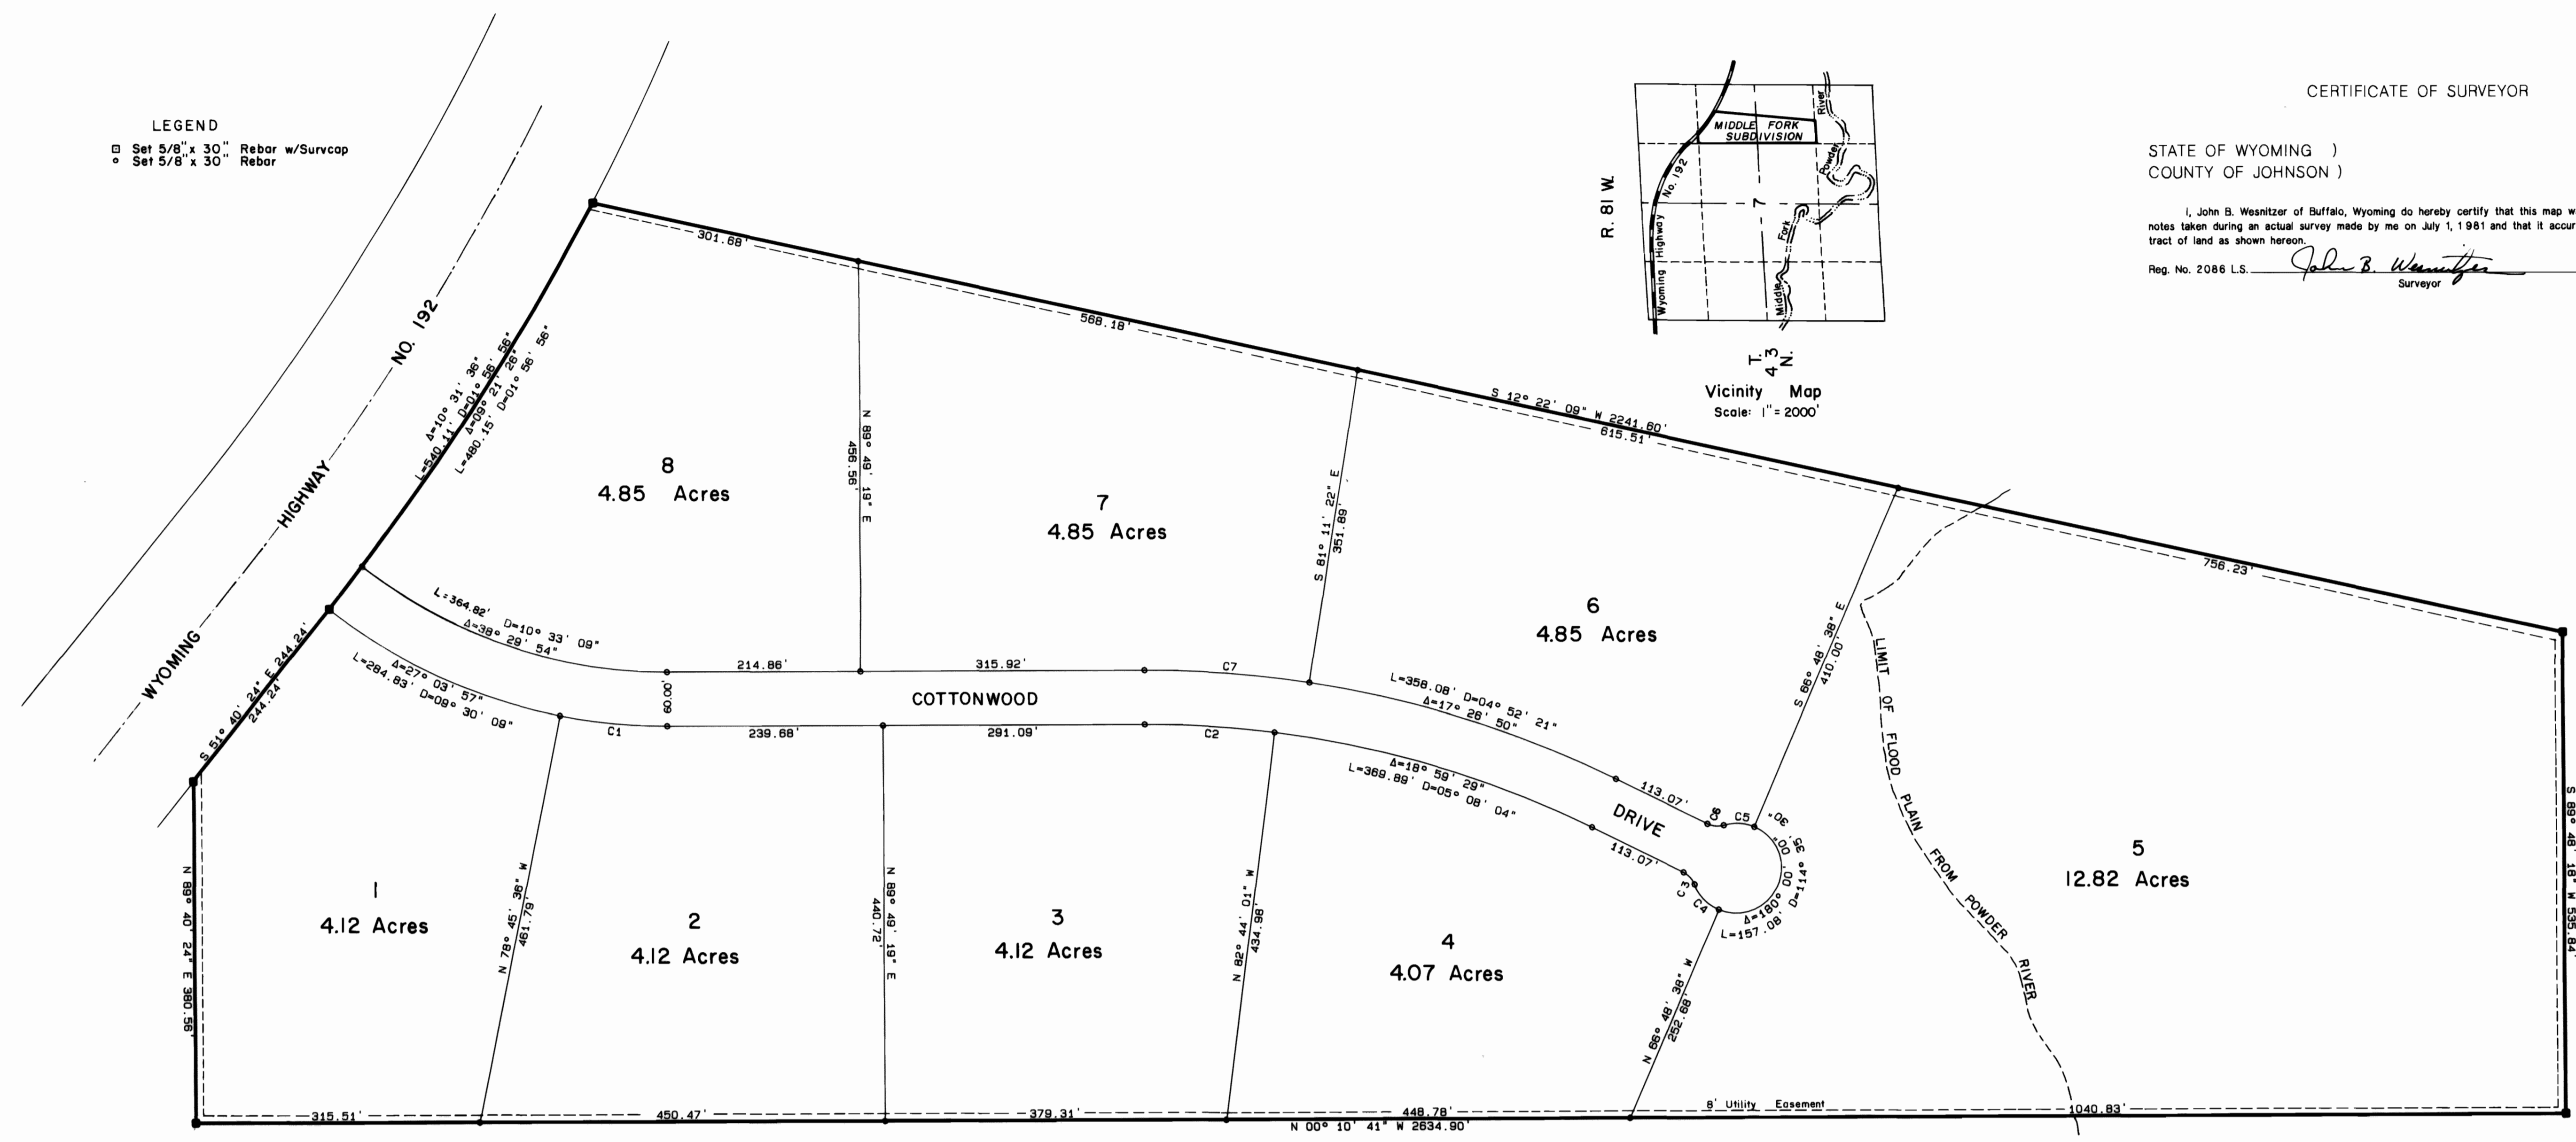 LEGEND
Set 5/8"x 30" Rebar w/Survcap
Set 5/8"x 30" Rebar
WYOMING HIGHWAY NO. 192
Δ=10° 31' 36"
L=540.11' D=01° 56' 56"
Δ=09° 21' 26"
L=480.15' D=01° 56' 56"
301.68'
568.18'
S 12° 22' 09" W 2241.60'
615.51'
756.23'
8
4.85 Acres
N 89° 49' 19" E
456.56'
7
4.85 Acres
S 81° 11' 22" E
351.89'
6
4.85 Acres
S 66° 48' 38" E
410.00'
L=364.82' D=10° 33' 09"
Δ=38° 29' 54"
214.86'
315.92'
C7
L=358.08' D=04° 52' 21"
Δ=17° 26' 50"
113.07'
C6
C5
60.00'
COTTONWOOD
DRIVE
S 51° 40' 24" E 244.24'
244.24'
Δ=27° 03' 57"
L=284.83' D=09° 30' 09"
C1
239.68'
291.09'
C2
Δ=18° 59' 29"
L=369.89' D=05° 08' 04"
113.07'
C3
C4
Δ=180° 00' 00"
L=157.08' D=114° 35' 30"
N 89° 40' 24" E 380.56'
1
4.12 Acres
N 78° 45' 36" W
461.79'
2
4.12 Acres
N 89° 49' 19" E
440.72'
3
4.12 Acres
N 82° 44' 01" W
434.98'
4
4.07 Acres
N 66° 48' 38" W
252.68'
LIMIT OF FLOOD PLAIN FROM POWDER RIVER
5
12.82 Acres
S 89° 48' 18" W 535.84'
315.51'
450.47'
379.31'
448.78'
8' Utility Easement
1040.83'
N 00° 10' 41" W 2634.90'
R. 81 W.
MIDDLE FORK
SUBDIVISION
Wyoming Highway No. 192
7
Middle Fork Powder River
T.
43
N.
Vicinity Map
Scale: 1" = 2000'
CERTIFICATE OF SURVEYOR
STATE OF WYOMING )
COUNTY OF JOHNSON )
I, John B. Wesnitzer of Buffalo, Wyoming do hereby certify that this map w
notes taken during an actual survey made by me on July 1, 1981 and that it accur
tract of land as shown hereon.
Reg. No. 2086 L.S. John B. Wesnitzer
Surveyor